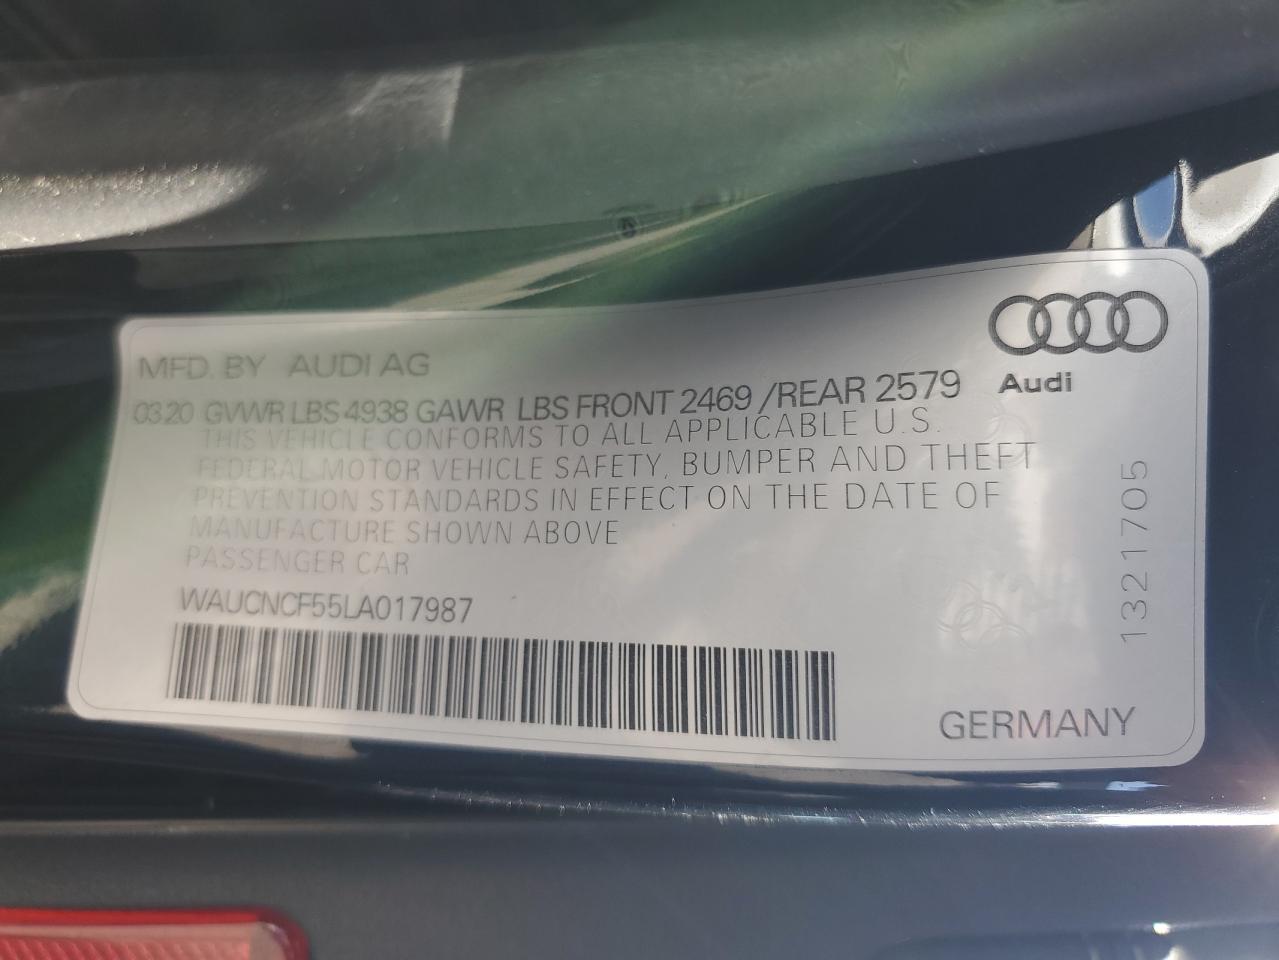 MFD. BY AUDI AG
03.20 GVWR LBS 4938 GAWR LBS FRONT 2469 /REAR 2579
THIS VEHICLE CONFORMS TO ALL APPLICABLE U.S.
FEDERAL MOTOR VEHICLE SAFETY, BUMPER AND THEFT
PREVENTION STANDARDS IN EFFECT ON THE DATE OF
MANUFACTURE SHOWN ABOVE
PASSENGER CAR
WAUCNCF55LA017987
Audi
1321705
GERMANY